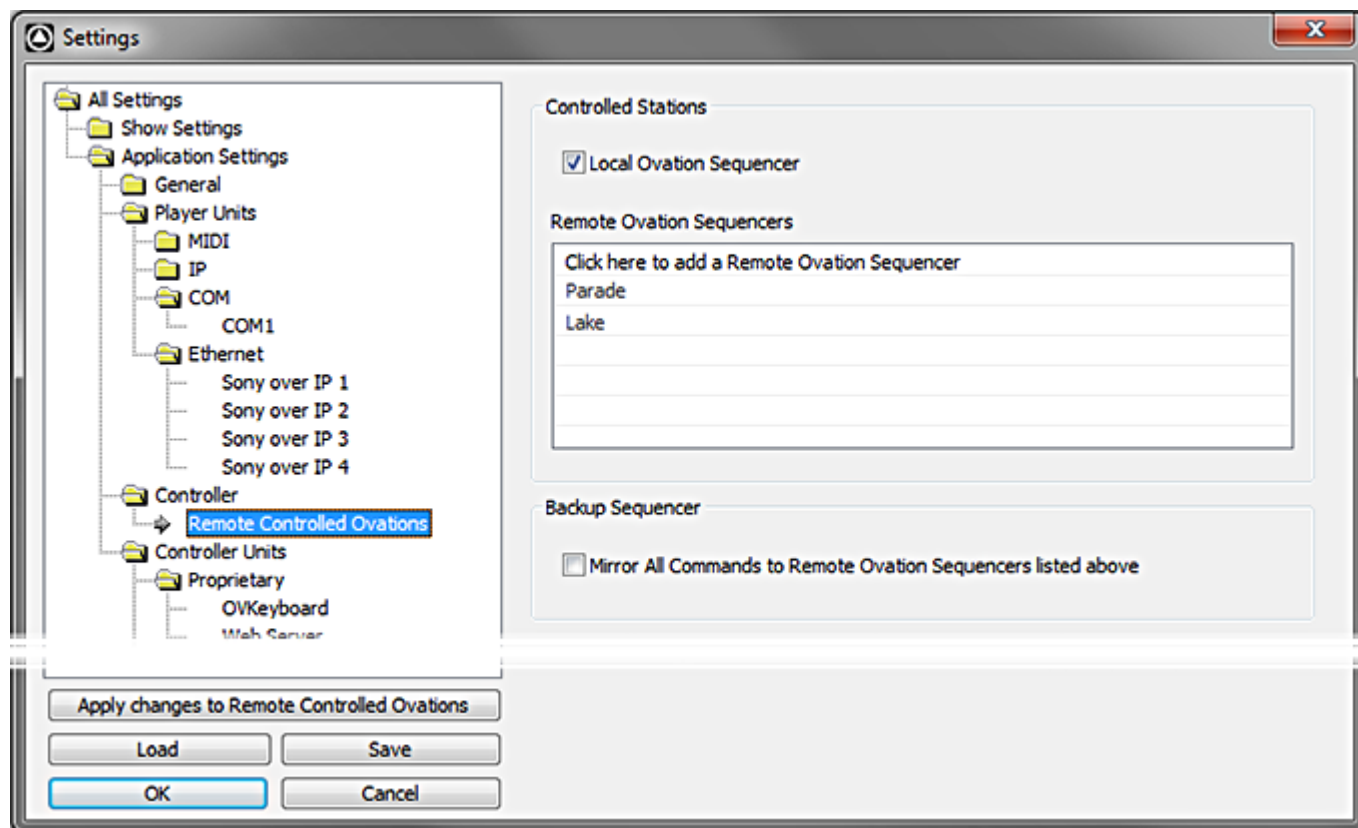 Settings
All Settings
Show Settings
Application Settings
General
Player Units
MIDI
IP
COM
COM1
Ethernet
Sony over IP 1
Sony over IP 2
Sony over IP 3
Sony over IP 4
Controller
Remote Controlled Ovations
Controller Units
Proprietary
OVKeyboard
Web Server
Apply changes to Remote Controlled Ovations
Load
Save
OK
Cancel
Controlled Stations
Local Ovation Sequencer
Remote Ovation Sequencers
Click here to add a Remote Ovation Sequencer
Parade
Lake
Backup Sequencer
Mirror All Commands to Remote Ovation Sequencers listed above